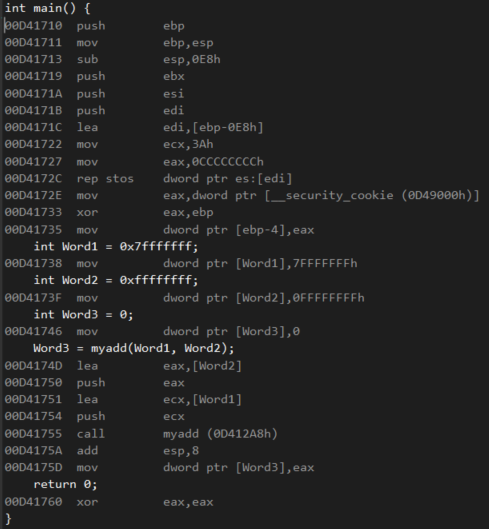 int main() {
00D41710 push ebp
00D41711 mov ebp,esp
00D41713 sub esp,0E8h
00D41719 push ebx
00D4171A push esi
00D4171B push edi
00D4171C lea edi,[ebp-0E8h]
00D41722 mov ecx,3Ah
00D41727 mov eax,0CCCCCCCCh
00D4172C rep stos dword ptr es:[edi]
00D4172E mov eax,dword ptr [__security_cookie (0D49000h)]
00D41733 xor eax,ebp
00D41735 mov dword ptr [ebp-4],eax
int Word1 = 0x7fffffff;
00D41738 mov dword ptr [Word1],7FFFFFFFh
int Word2 = 0xffffffff;
00D4173F mov dword ptr [Word2],0FFFFFFFFh
int Word3 = 0;
00D41746 mov dword ptr [Word3],0
Word3 = myadd(Word1, Word2);
00D4174D lea eax,[Word2]
00D41750 push eax
00D41751 lea ecx,[Word1]
00D41754 push ecx
00D41755 call myadd (0D412A8h)
00D4175A add esp,8
00D4175D mov dword ptr [Word3],eax
return 0;
00D41760 xor eax,eax
}